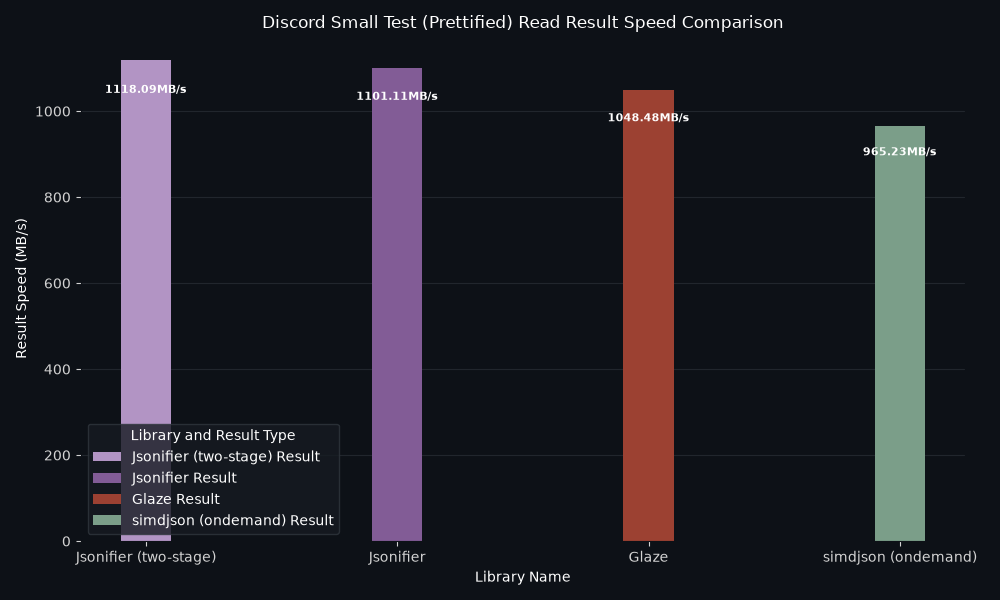 Discord Small Test (Prettified) Read Result Speed Comparison
1118.09MB/s
1101.11MB/s
1048.48MB/s
965.23MB/s
1000
800
600
400
200
0
Result Speed (MB/s)
Library and Result Type
Jsonifier (two-stage) Result
Jsonifier Result
Glaze Result
simdjson (ondemand) Result
Jsonifier (two-stage)
Jsonifier
Glaze
simdjson (ondemand)
Library Name